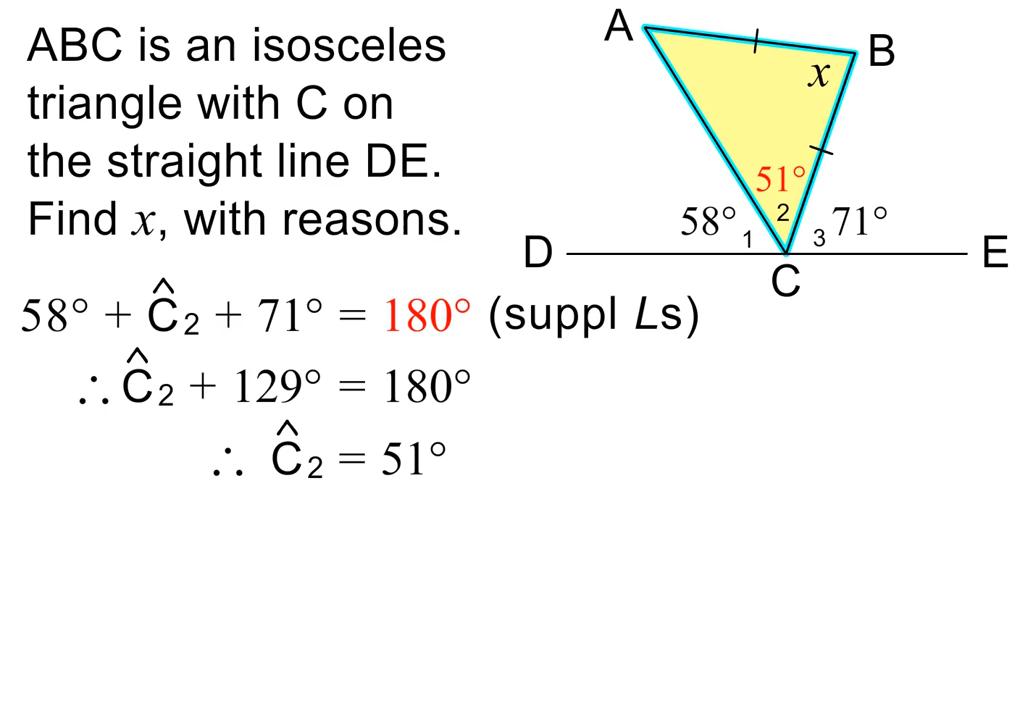 ABC is an isosceles
triangle with C on
the straight line DE.
Find x, with reasons.
A
B
x
51°
58° 1 2 3 71°
D C E
58° + Ĉ2 + 71° = 180° (suppl Ls)
∴ Ĉ2 + 129° = 180°
∴ Ĉ2 = 51°